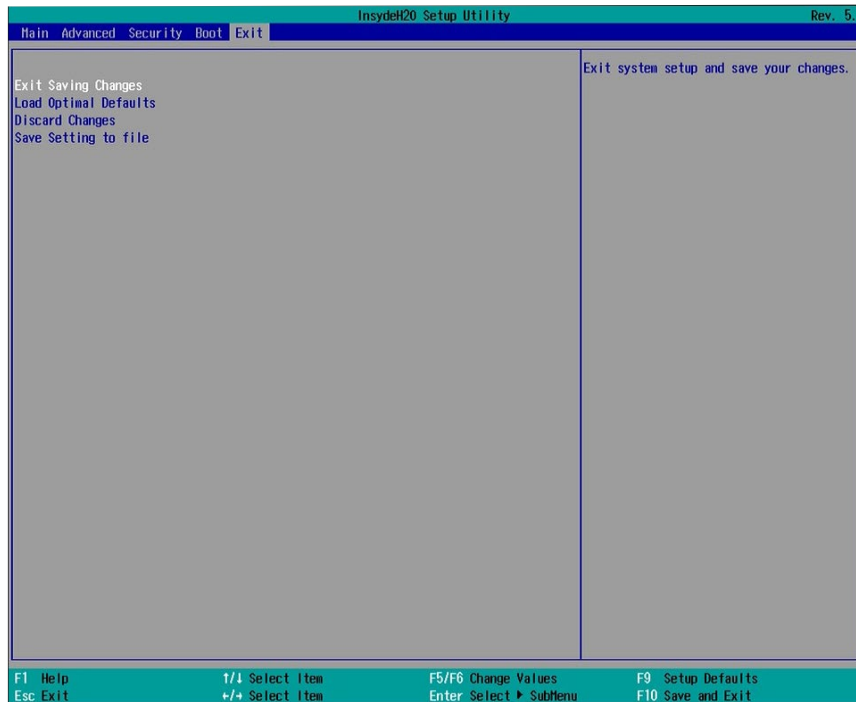 InsydeH20 Setup Utility Rev. 5.
Main Advanced Security Boot Exit
Exit system setup and save your changes.
Exit Saving Changes
Load Optimal Defaults
Discard Changes
Save Setting to file
F1 Help ↑/↓ Select Item F5/F6 Change Values F9 Setup Defaults
Esc Exit ←/→ Select Item Enter Select ▶ SubMenu F10 Save and Exit